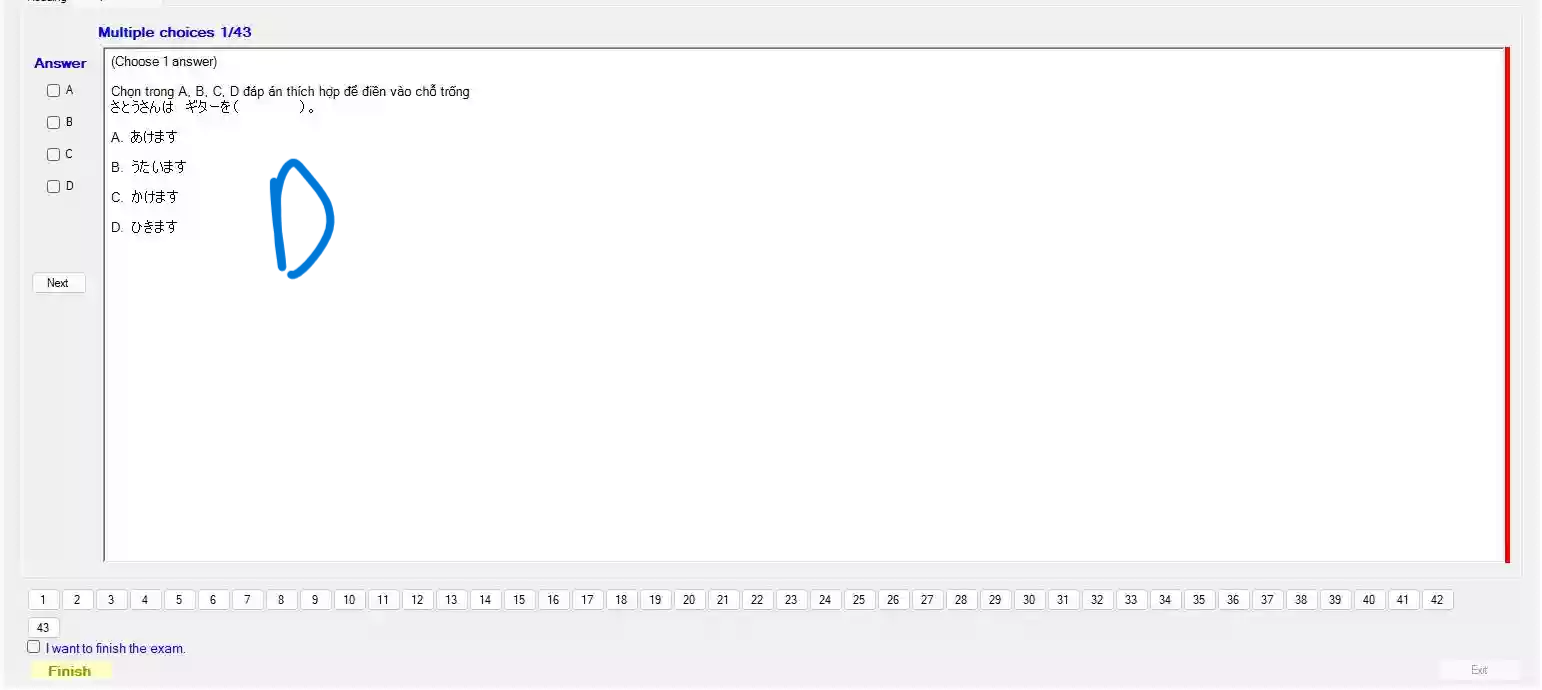 Multiple choices 1/43
Answer
(Choose 1 answer)
A
Chọn trong A, B, C, D đáp án thích hợp để điền vào chỗ trống
さとうさんは ギターを( )。
B
A. あけます
C
B. うたいます
D
C. かけます
D. ひきます
D
Next
1 2 3 4 5 6 7 8 9 10 11 12 13 14 15 16 17 18 19 20 21 22 23 24 25 26 27 28 29 30 31 32 33 34 35 36 37 38 39 40 41 42
43
I want to finish the exam.
Finish
Exit